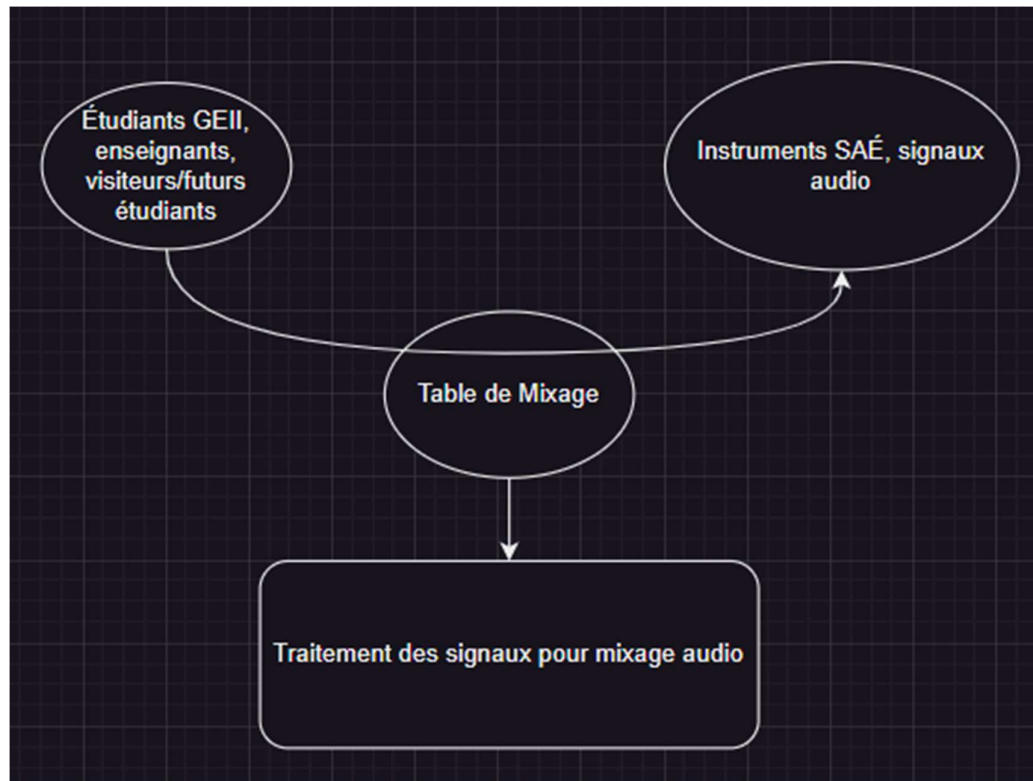 Étudiants GEII,
enseignants,
visiteurs/futurs
étudiants
Instruments SAÉ, signaux
audio
Table de Mixage
Traitement des signaux pour mixage audio